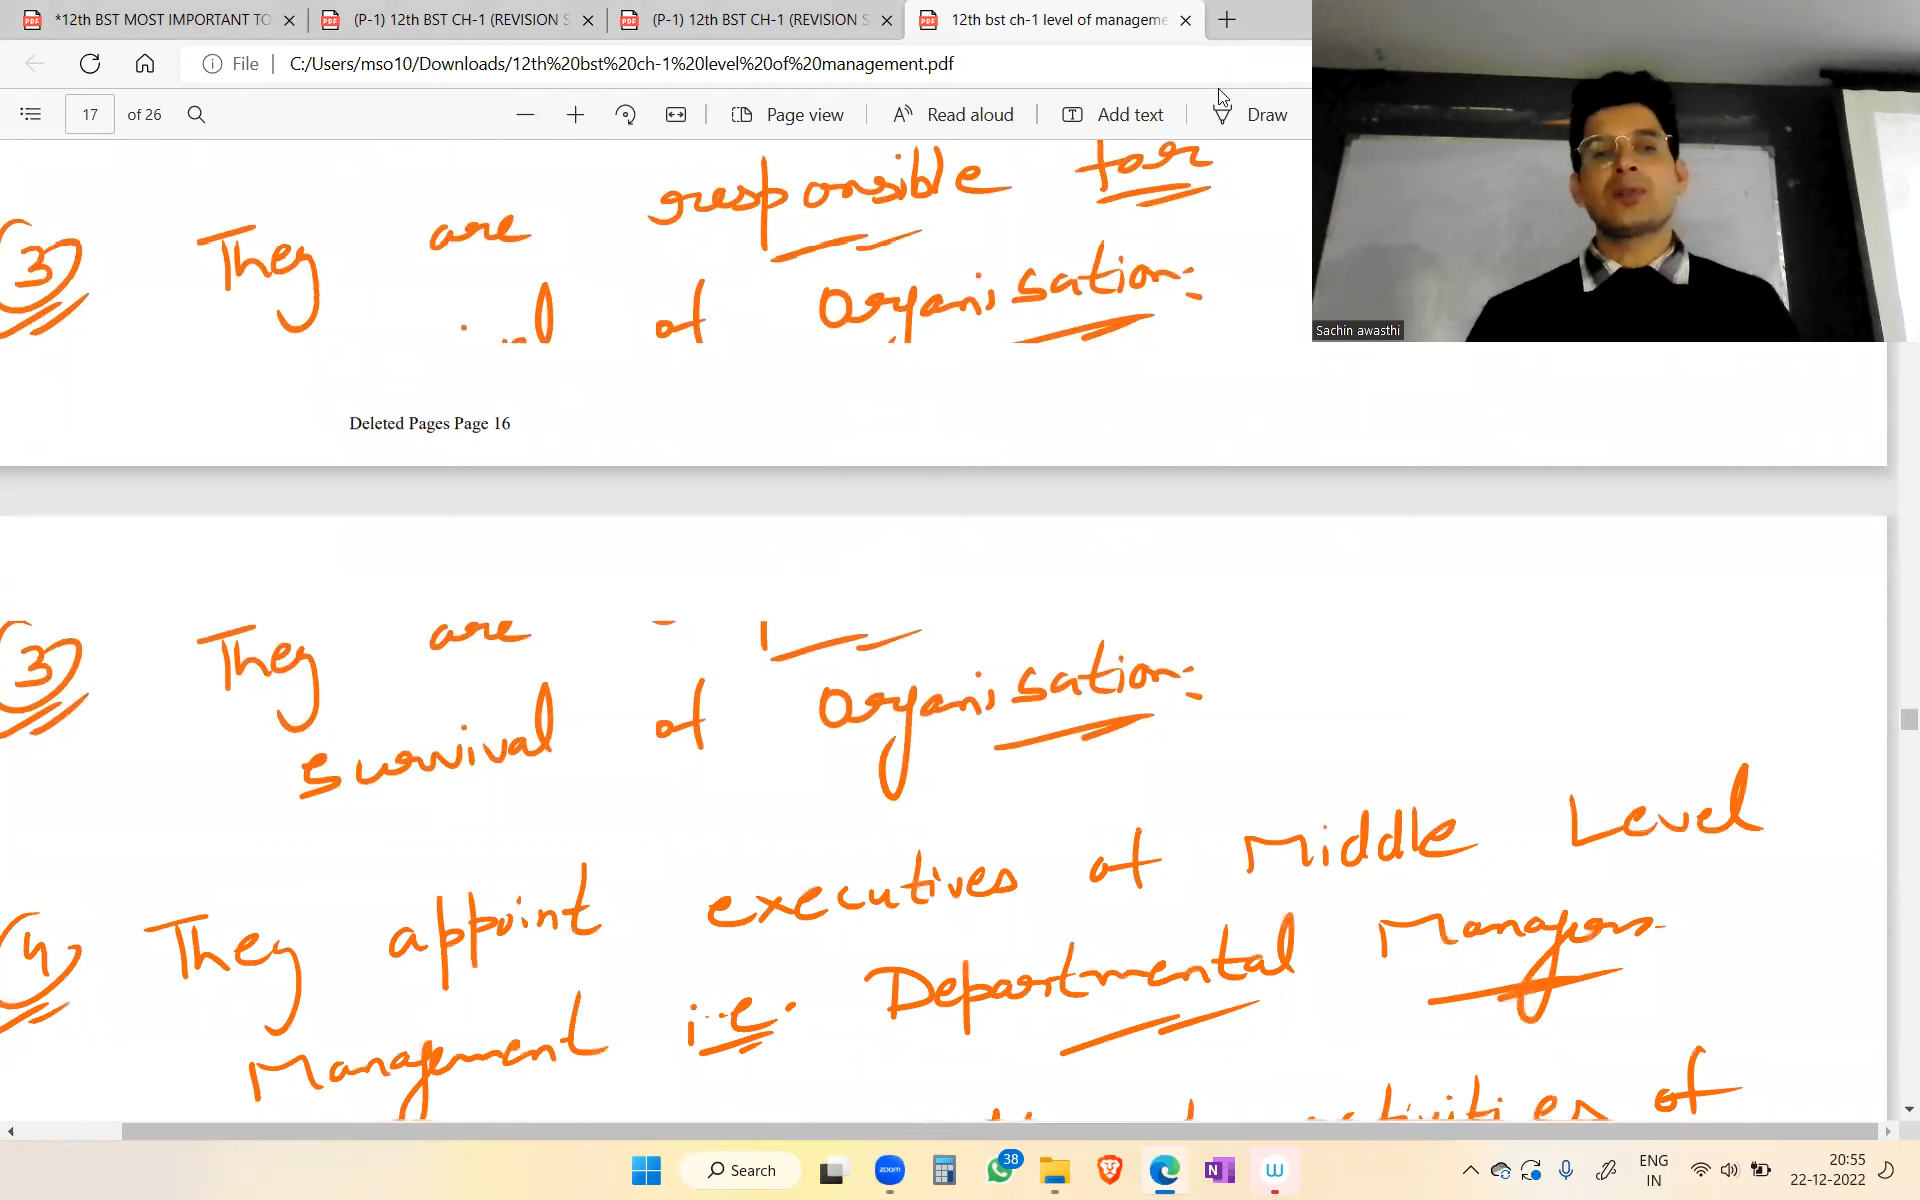 *12th BST MOST IMPORTANT TO
(P-1) 12th BST CH-1 (REVISION S
(P-1) 12th BST CH-1 (REVISION S
12th bst ch-1 level of manageme
File
C:/Users/mso10/Downloads/12th%20bst%20ch-1%20level%20of%20management.pdf
17 of 26
Page view
Read aloud
Add text
Draw
Sachin awasthi
(3) They are responsible for
of Organisation:
Deleted Pages Page 16
(3) They are
survival of Organisation:
(4) They appoint executives of Middle Level
Management i.e. Departmental Managers
activities of
Search
zoom
38
N
W
ENG
IN
20:55
22-12-2022